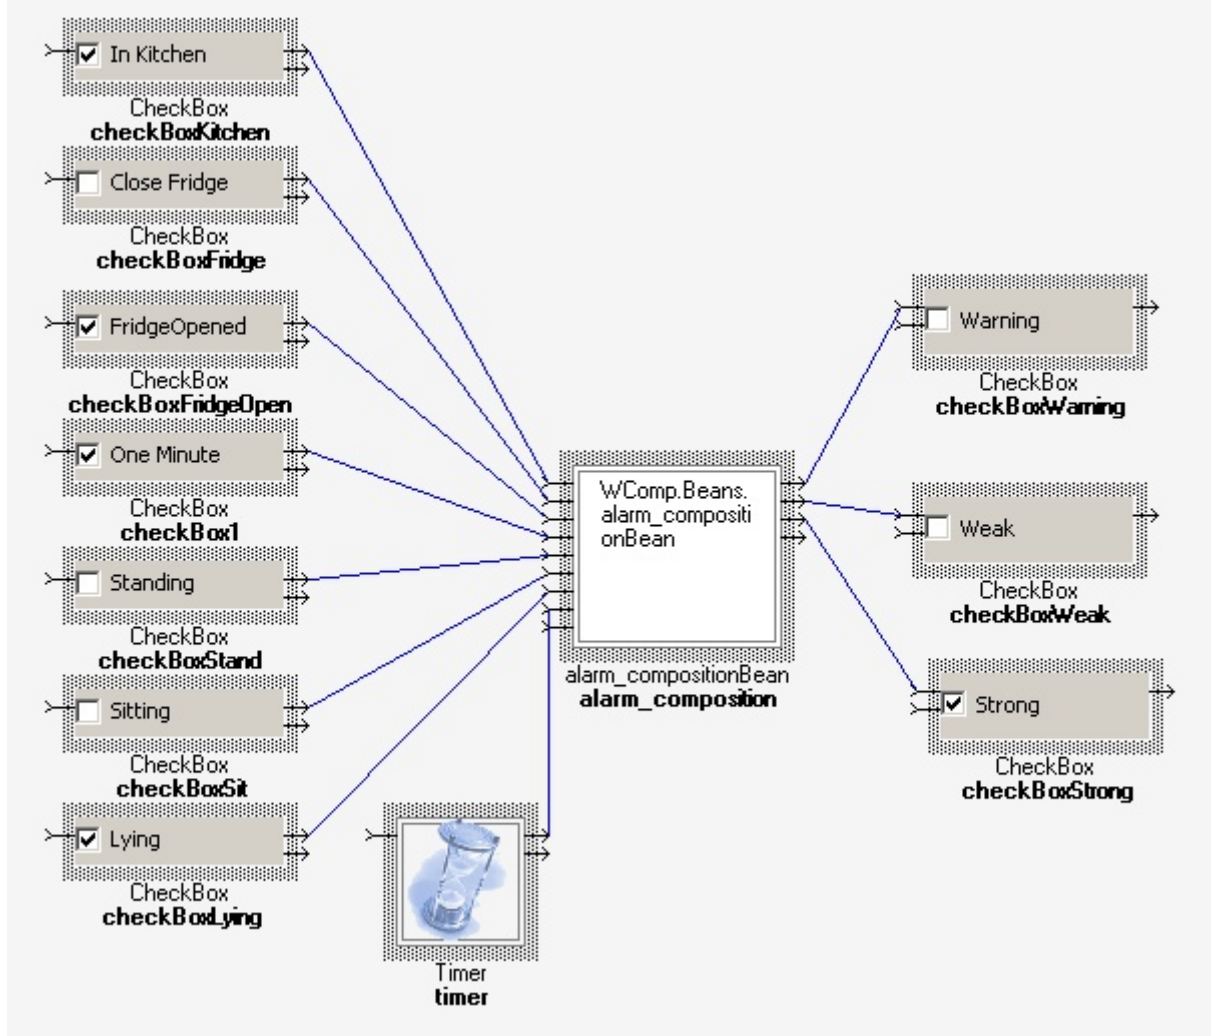 In Kitchen
CheckBox
checkBoxKitchen
Close Fridge
CheckBox
checkBoxFridge
FridgeOpened
CheckBox
checkBoxFridgeOpen
One Minute
CheckBox
checkBox1
Standing
CheckBox
checkBoxStand
Sitting
CheckBox
checkBoxSit
Lying
CheckBox
checkBoxLying
Timer
timer
WComp.Beans.
alarm_compositi
onBean
alarm_compositionBean
alarm_composition
Warning
CheckBox
checkBoxWarning
Weak
CheckBox
checkBoxWeak
Strong
CheckBox
checkBoxStrong